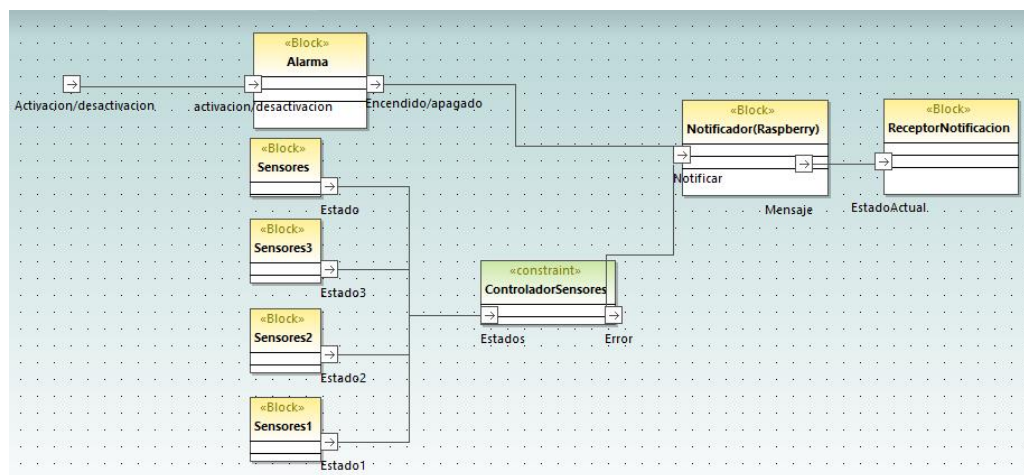 «Block»
Alarma
Activacion/desactivacion
activacion/desactivacion
Encendido/apagado
«Block»
Sensores
Estado
«Block»
Sensores3
Estado3
«Block»
Sensores2
Estado2
«Block»
Sensores1
Estado1
«constraint»
ControladorSensores
Estados
Error
«Block»
Notificador(Raspberry)
Notificar
Mensaje
«Block»
ReceptorNotificacion
EstadoActual